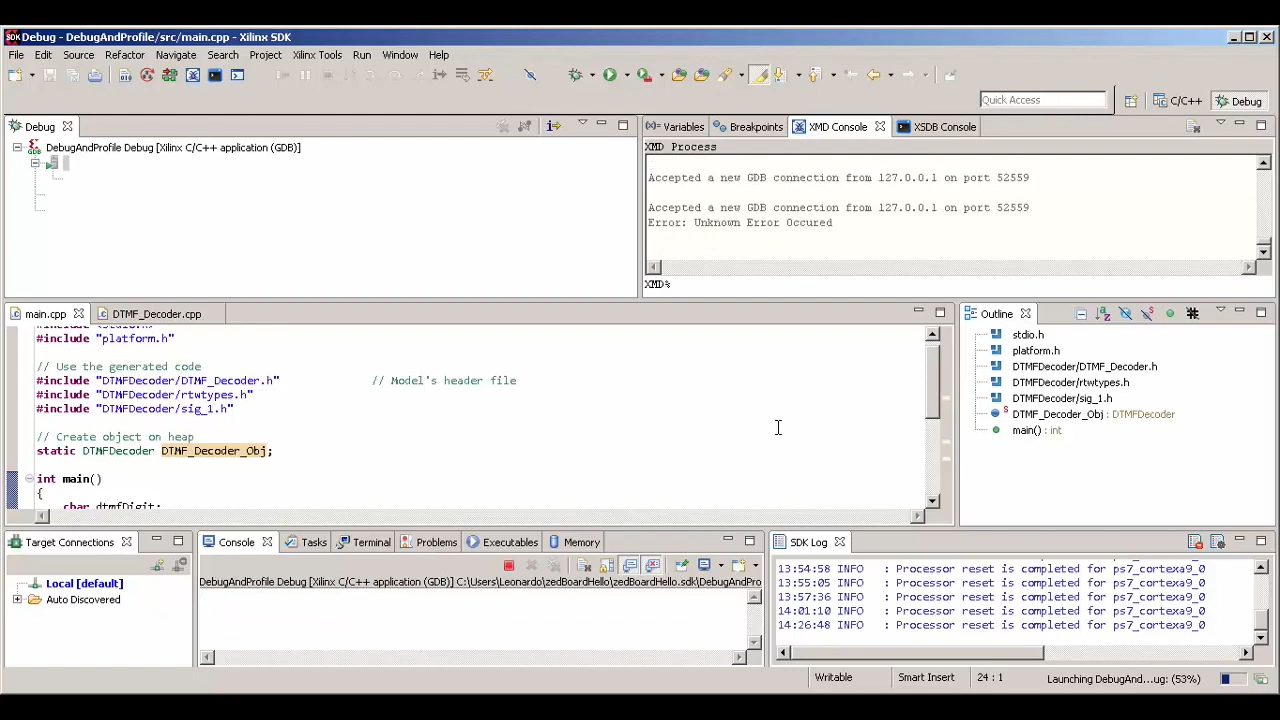 Debug - DebugAndProfile/src/main.cpp - Xilinx SDK
File Edit Source Refactor Navigate Search Project Xilinx Tools Run Window Help
Quick Access
C/C++
Debug
Debug
DebugAndProfile Debug [Xilinx C/C++ application (GDB)]
Variables Breakpoints XMD Console XSDB Console
XMD Process
Accepted a new GDB connection from 127.0.0.1 on port 52559
Accepted a new GDB connection from 127.0.0.1 on port 52559
Error: Unknown Error Occured
XMD%
main.cpp DTMF_Decoder.cpp
#include <stdio.h>
#include "platform.h"
// Use the generated code
#include "DTMFDecoder/DTMF_Decoder.h" // Model's header file
#include "DTMFDecoder/rtwtypes.h"
#include "DTMFDecoder/sig_1.h"
// Create object on heap
static DTMFDecoder DTMF_Decoder_Obj;
int main()
{
char dtmfDigit;
Outline
stdio.h
platform.h
DTMFDecoder/DTMF_Decoder.h
DTMFDecoder/rtwtypes.h
DTMFDecoder/sig_1.h
DTMF_Decoder_Obj : DTMFDecoder
main() : int
Target Connections
Local [default]
Auto Discovered
Console Tasks Terminal Problems Executables Memory
DebugAndProfile Debug [Xilinx C/C++ application (GDB)] C:\Users\Leonardo\zedBoardHello\zedBoardHello.sdk\DebugAndPro
SDK Log
13:54:58 INFO : Processor reset is completed for ps7_cortexa9_0
13:55:05 INFO : Processor reset is completed for ps7_cortexa9_0
13:57:36 INFO : Processor reset is completed for ps7_cortexa9_0
14:01:10 INFO : Processor reset is completed for ps7_cortexa9_0
14:26:48 INFO : Processor reset is completed for ps7_cortexa9_0
Writable Smart Insert 24 : 1 Launching DebugAnd...ug: (53%)